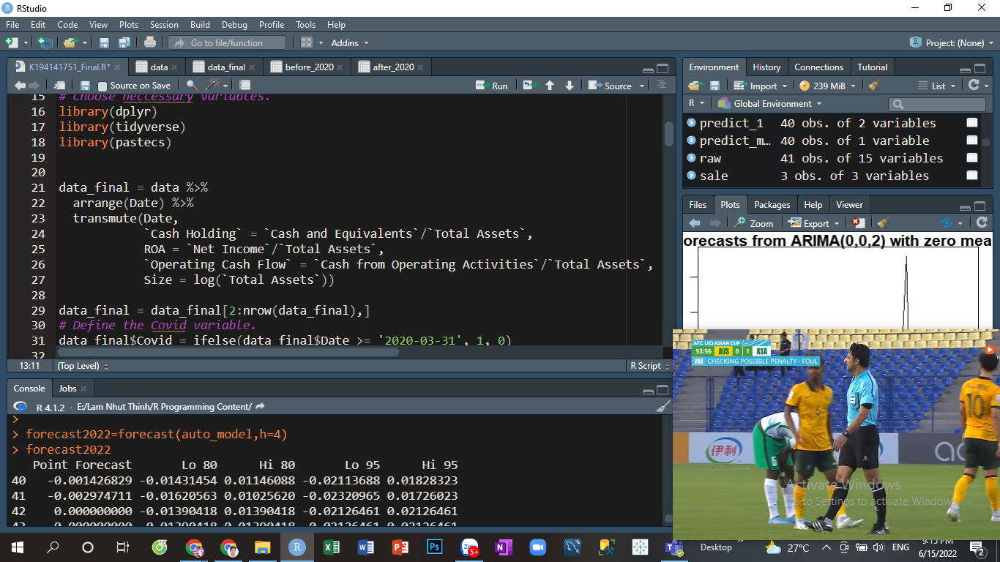 RStudio
File Edit Code View Plots Session Build Debug Profile Tools Help
Go to file/function Addins Project: (None)
K194141751_Final.R* data data_final before_2020 after_2020
Source on Save Run Source
15 # Choose neccessary variables.
16 library(dplyr)
17 library(tidyverse)
18 library(pastecs)
19
20
21 data_final = data %>%
22 arrange(Date) %>%
23 transmute(Date,
24 `Cash Holding` = `Cash and Equivalents`/`Total Assets`,
25 ROA = `Net Income`/`Total Assets`,
26 `Operating Cash Flow` = `Cash from Operating Activities`/`Total Assets`,
27 Size = log(`Total Assets`))
28
29 data_final = data_final[2:nrow(data_final),]
30 # Define the Covid variable.
31 data_final$Covid = ifelse(data_final$Date >= '2020-03-31', 1, 0)
32
13:11 (Top Level) R Script
Console Jobs
R 4.1.2 · E:/Lam Nhut Thinh/R Programming Content/
>
> forecast2022=forecast(auto_model,h=4)
> forecast2022
Point Forecast Lo 80 Hi 80 Lo 95 Hi 95
40 -0.001426829 -0.01431454 0.01146088 -0.02113688 0.01828323
41 -0.002974711 -0.01620563 0.01025620 -0.02320965 0.01726023
42 0.000000000 -0.01390418 0.01390418 -0.02126461 0.02126461
43 0.000000000 -0.01390418 0.01390418 -0.02126461 0.02126461
Environment History Connections Tutorial
Import 239 MiB List
R Global Environment
predict_1 40 obs. of 2 variables
predict_m… 40 obs. of 1 variable
raw 41 obs. of 15 variables
sale 3 obs. of 3 variables
Files Plots Packages Help Viewer
Zoom Export
orecasts from ARIMA(0,0,2) with zero mea
AFC U23 ASIAN CUP
53:56 AUS 0 1 KSA
VAR CHECKING POSSIBLE PENALTY - FOUL
伊利
10
5
6
Activate Windows
Go to Settings to activate Windows.
5+
Desktop 27°C ENG 9:15 PM
6/15/2022
2